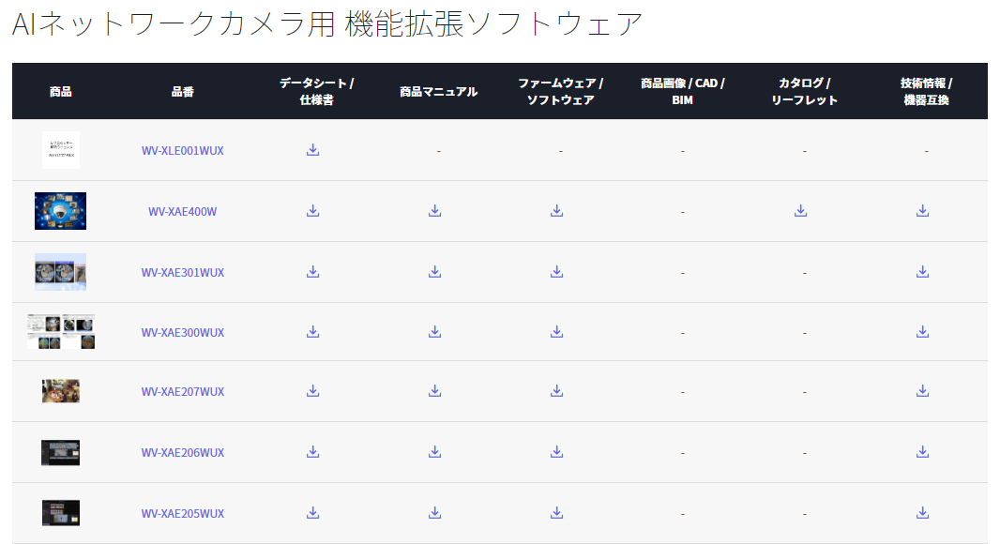 AIネットワークカメラ用 機能拡張ソフトウェア
商品 品番 データシート / 仕様書 商品マニュアル ファームウェア / ソフトウェア 商品画像 / CAD / BIM カタログ / リーフレット 技術情報 / 機器互換
WV-XLE001WUX - - - - -
WV-XAE400W -
WV-XAE301WUX - -
WV-XAE300WUX - -
WV-XAE207WUX - -
WV-XAE206WUX - -
WV-XAE205WUX - -